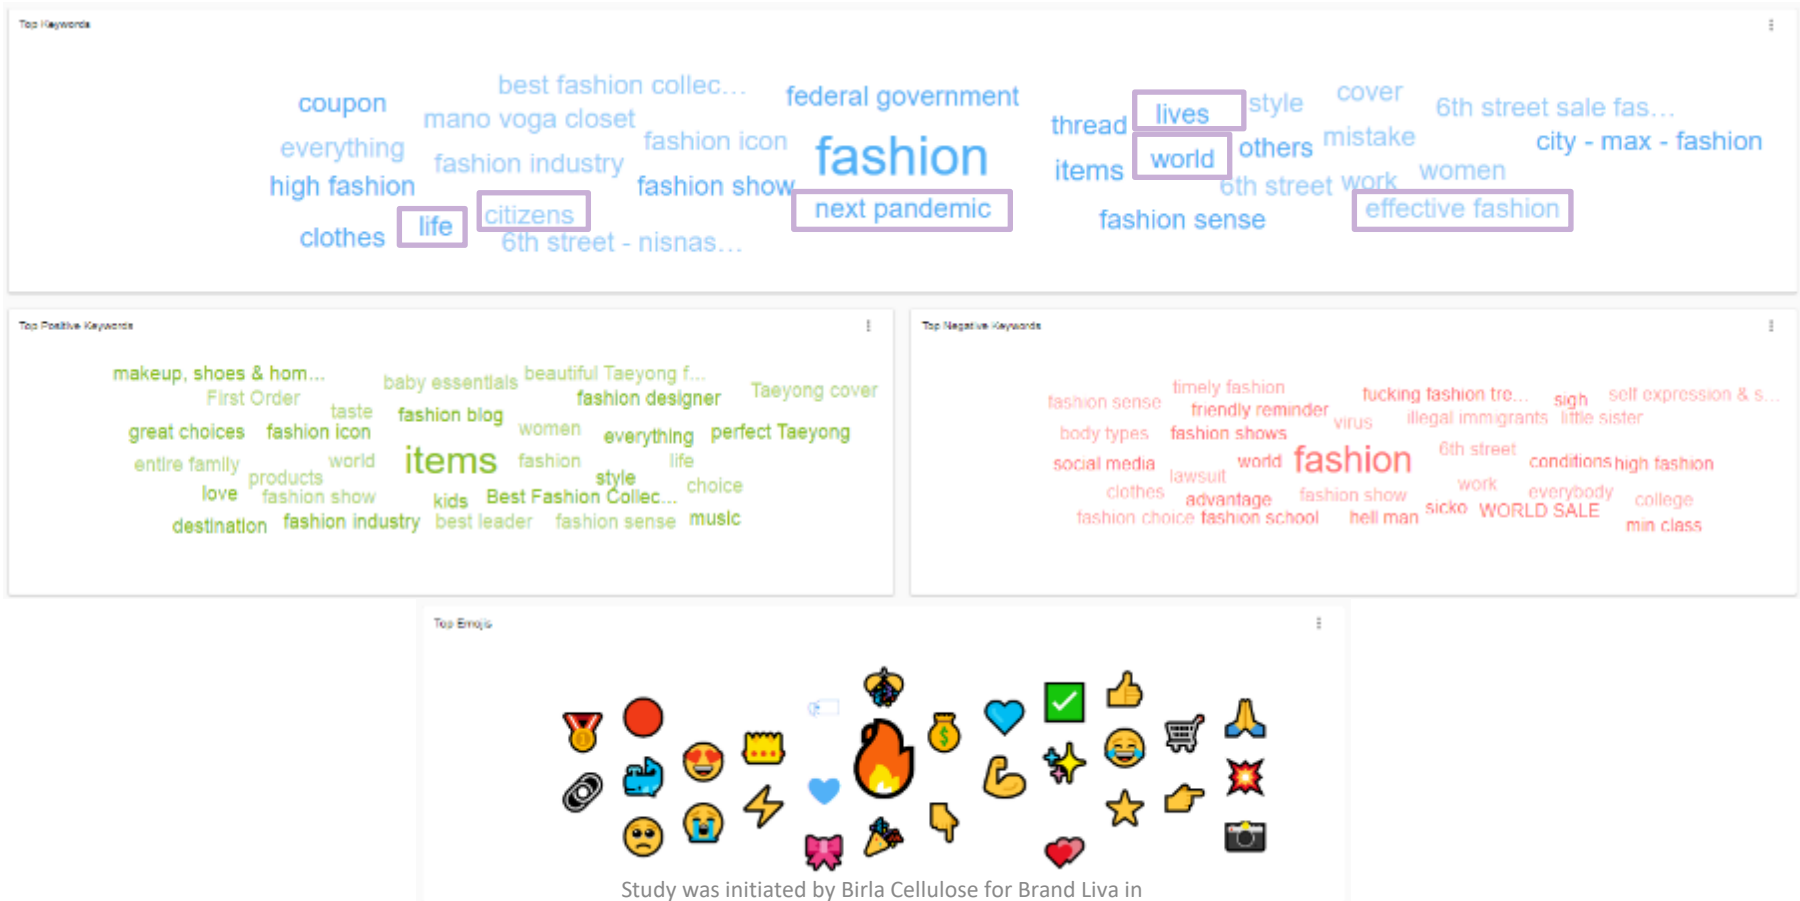 Top Keywords
best fashion collec...
federal government
coupon
mano voga closet
thread
lives
style
cover
6th street sale fas...
everything
fashion industry
fashion icon
fashion
items
world
others
mistake
city - max - fashion
high fashion
fashion show
6th street
work
women
life
citizens
next pandemic
fashion sense
effective fashion
clothes
6th street - nisnas...
Top Positive Keywords
makeup, shoes & hom...
baby essentials
beautiful Taeyong f...
Taeyong cover
First Order
taste
fashion blog
fashion designer
great choices
fashion icon
women
everything
perfect Taeyong
entire family
world
items
fashion
life
products
style
love
fashion show
kids
Best Fashion Collec...
choice
destination
fashion industry
best leader
fashion sense
music
Top Negative Keywords
timely fashion
fucking fashion tre...
sigh
self expression & s...
fashion sense
friendly reminder
virus
illegal immigrants
little sister
body types
fashion shows
social media
world
fashion
6th street
conditions
high fashion
lawsuit
clothes
advantage
fashion show
work
everybody
college
fashion choice
fashion school
hell man
sicko
WORLD SALE
min class
Top Emojis
Study was initiated by Birla Cellulose for Brand Liva in